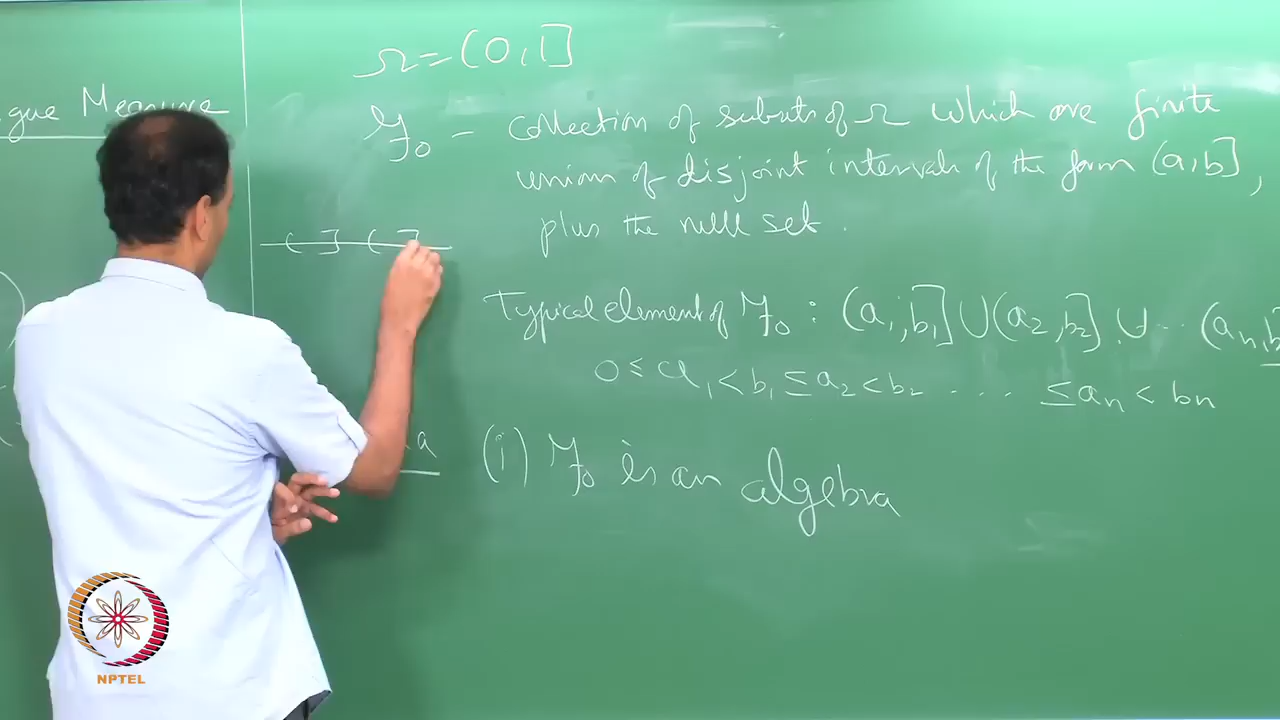 gue Measure
Ω = (0,1]
ℱ₀ – collection of subsets of Ω which are finite
union of disjoint intervals of the form (a,b],
plus the null set.
Typical element of ℱ₀ : (a₁,b₁] ∪ (a₂,b₂] ∪ ... (aₙ,b
0 ≤ a₁ < b₁ ≤ a₂ < b₂ .... ≤ aₙ < bₙ
a (i) ℱ₀ is an algebra
( ] ( ]
NPTEL